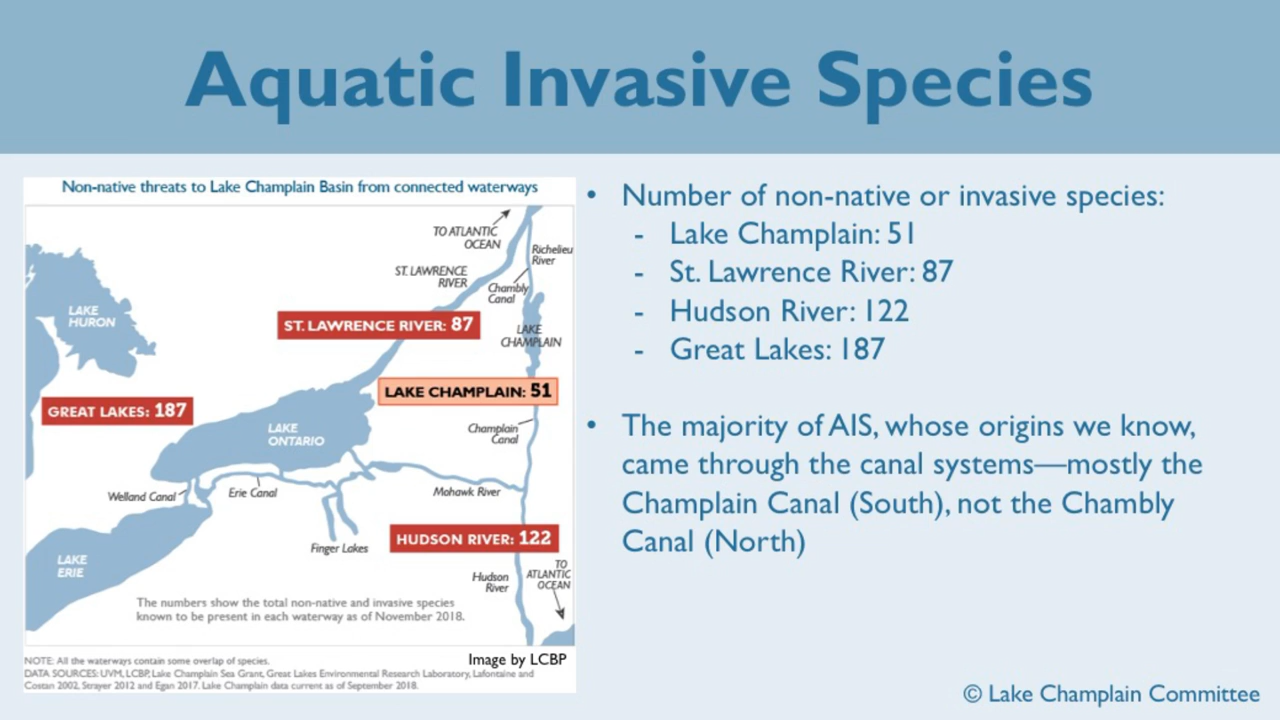 Aquatic Invasive Species
Non-native threats to Lake Champlain Basin from connected waterways
TO ATLANTIC
OCEAN
Richelieu
River
ST. LAWRENCE
RIVER
Chambly
Canal
LAKE
HURON
ST. LAWRENCE RIVER: 87
LAKE
CHAMPLAIN
LAKE CHAMPLAIN: 51
GREAT LAKES: 187
LAKE
ONTARIO
Champlain
Canal
Welland Canal
Erie Canal
Mohawk River
Finger Lakes
HUDSON RIVER: 122
LAKE
ERIE
Hudson
River
TO
ATLANTIC
OCEAN
The numbers show the total non-native and invasive species
known to be present in each waterway as of November 2018.
NOTE: All the waterways contain some overlap of species.
Image by LCBP
DATA SOURCES: UVM, LCBP, Lake Champlain Sea Grant, Great Lakes Environmental Research Laboratory, Lafontaine and
Costan 2002, Strayer 2012 and Egan 2017. Lake Champlain data current as of September 2018.
• Number of non-native or invasive species:
- Lake Champlain: 51
- St. Lawrence River: 87
- Hudson River: 122
- Great Lakes: 187
• The majority of AIS, whose origins we know,
came through the canal systems—mostly the
Champlain Canal (South), not the Chambly
Canal (North)
© Lake Champlain Committee